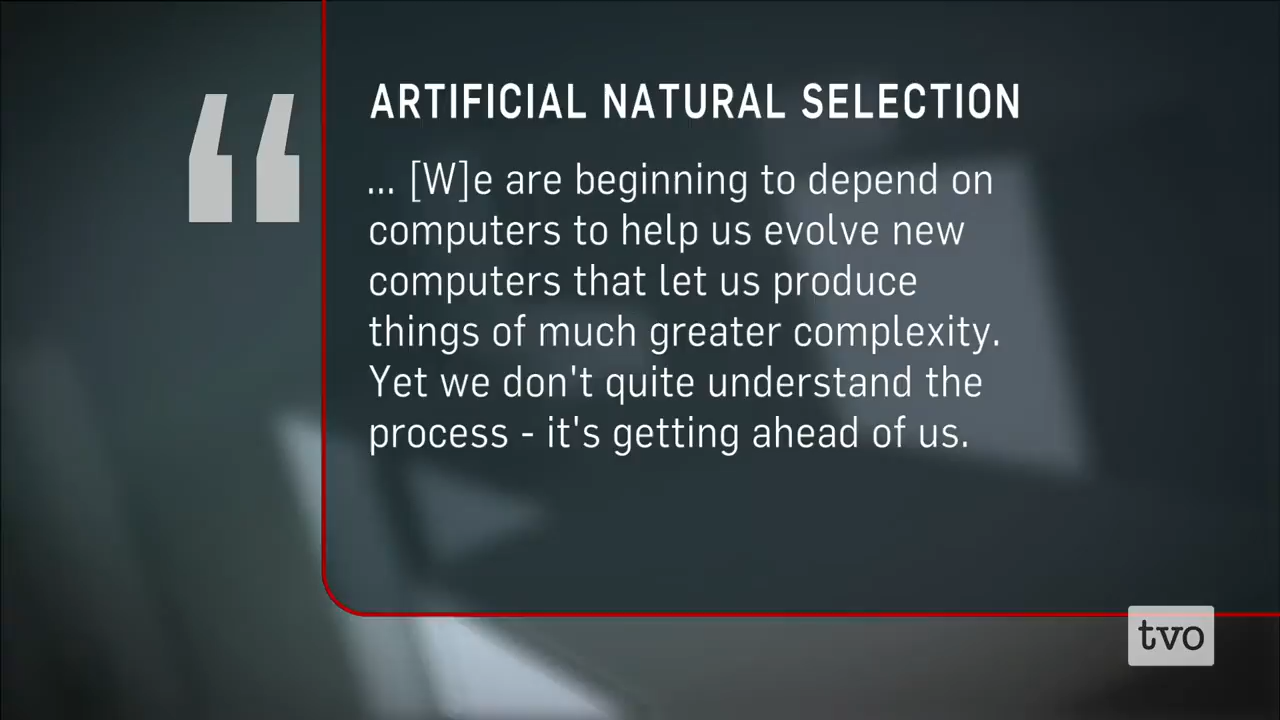 “
ARTIFICIAL NATURAL SELECTION
... [W]e are beginning to depend on
computers to help us evolve new
computers that let us produce
things of much greater complexity.
Yet we don't quite understand the
process - it's getting ahead of us.
tvo